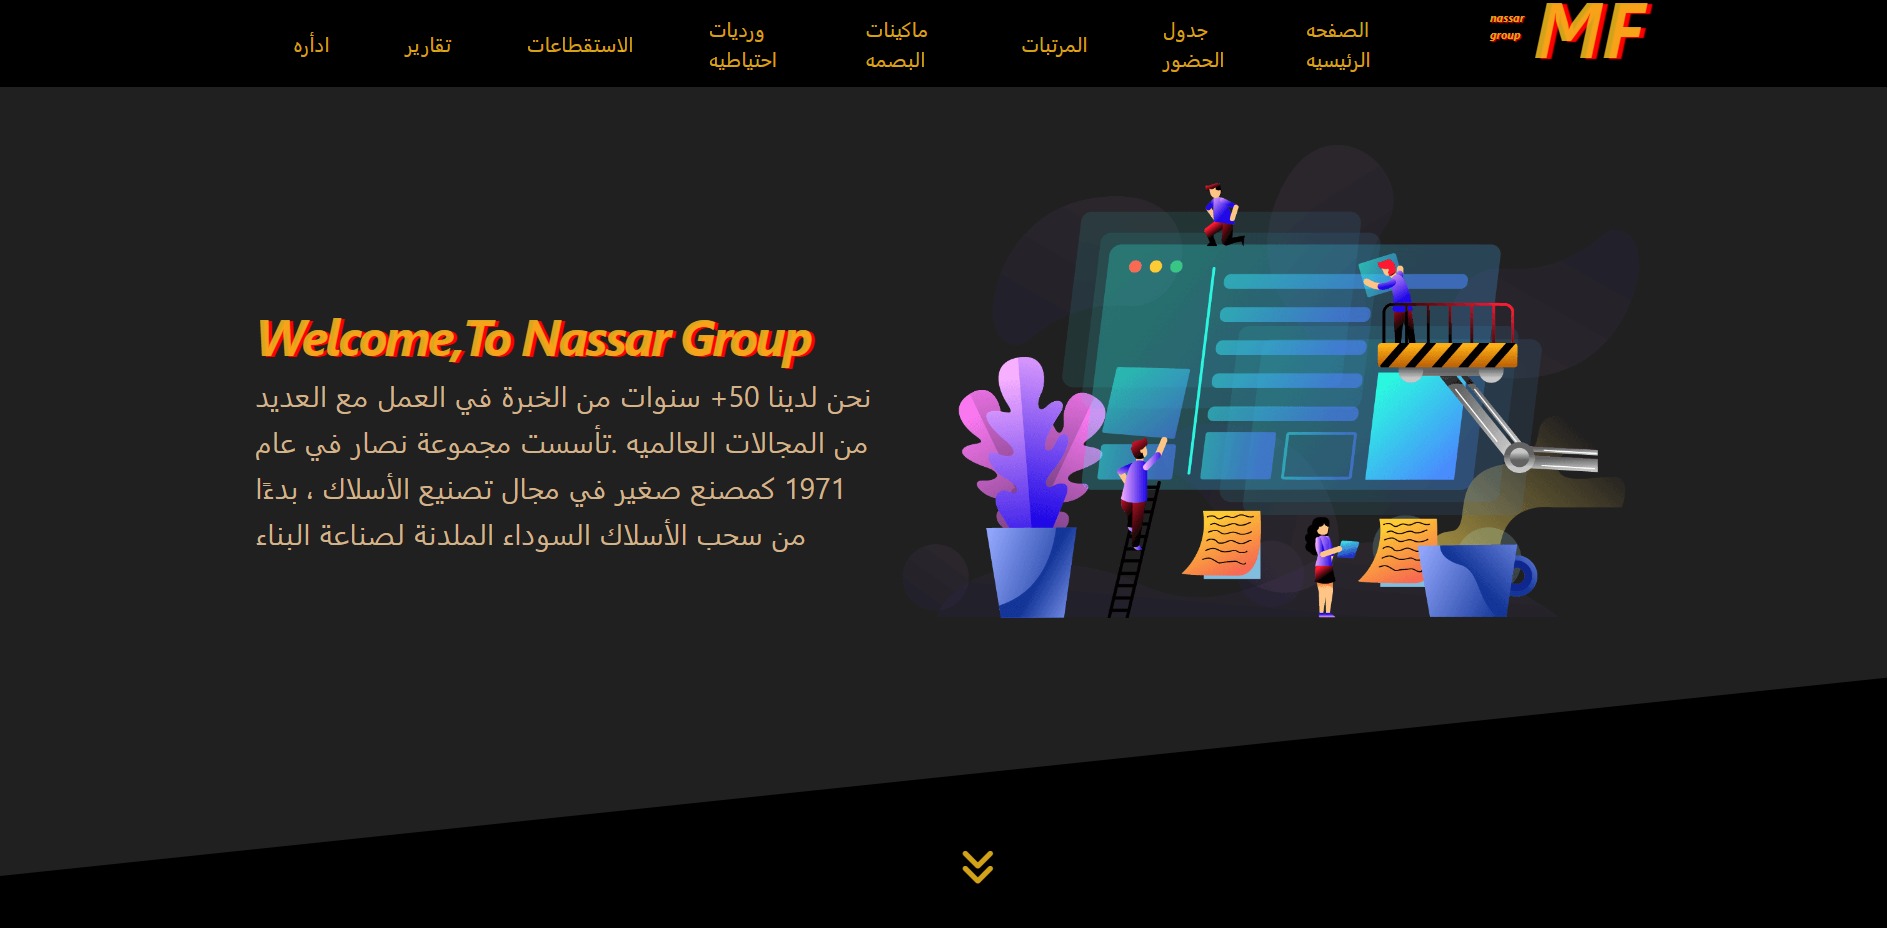 MF
nassar
group
الصفحه
الرئيسيه
جدول
الحضور
المرتبات
ماكينات
البصمه
ورديات
احتياطيه
الاستقطاعات
تقارير
ادأره
Welcome,To Nassar Group
نحن لدينا 50+ سنوات من الخبرة في العمل مع العديد
من المجالات العالميه .تأسست مجموعة نصار في عام
1971 كمصنع صغير في مجال تصنيع الأسلاك ، بدءًا
من سحب الأسلاك السوداء الملدنة لصناعة البناء